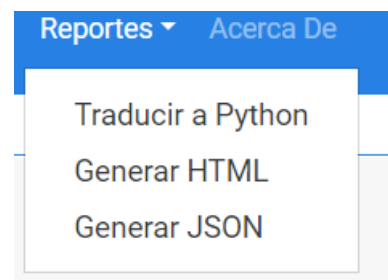 Reportes Acerca De
Traducir a Python
Generar HTML
Generar JSON